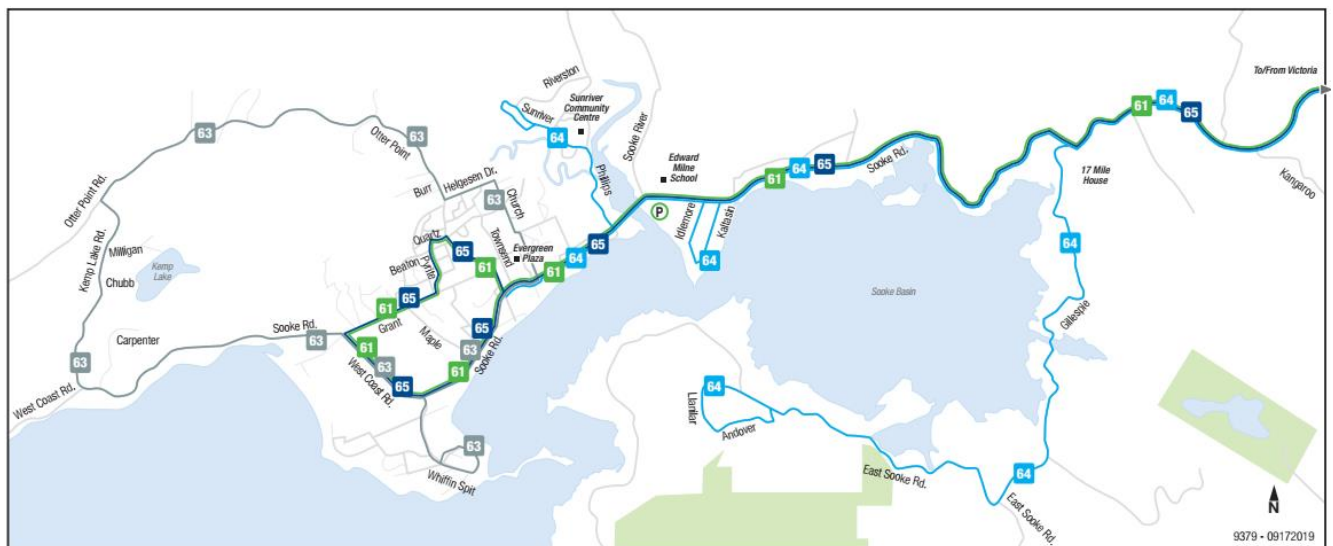 To/From Victoria
Riverston
Sunriver
Sunriver
Community
Centre
64
Sooke River
61
64
65
63
63
Otter Point
Edward
Milne
School
Phillips
61
64
65
Sooke Rd.
17 Mile
House
Kangaroo
Burr
Helgesen Dr.
63
Church
Otter Point Rd.
P
Idlemore
Kaltasin
64
Quartz
65
Townsend
Evergreen
Plaza
61
64
65
64
Kemp Lake Rd.
Milligan
Chubb
Kemp
Lake
Beaton
Pyrite
61
61
65
Sooke Basin
Gillespie
Sooke Rd.
63
Grant
Maple
65
63
Sooke Rd.
61
Carpenter
61
63
65
West Coast Rd.
63
West Coast Rd.
64
Llanilar
Andover
63
Whiffin Spit
East Sooke Rd.
64
East Sooke Rd.
N
9379 - 09172019